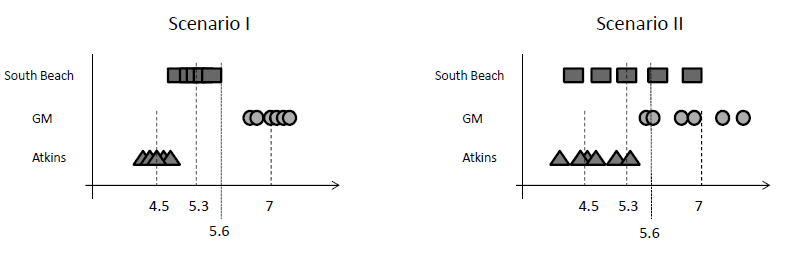 Scenario I
South Beach
GM
Atkins
4.5 5.3 7
5.6
Scenario II
South Beach
GM
Atkins
4.5 5.3 7
5.6